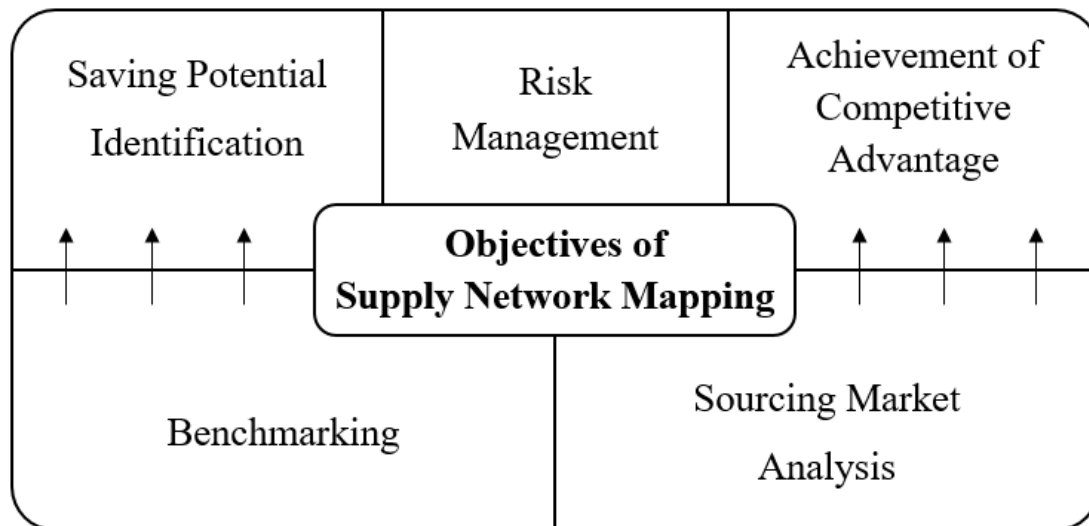 Saving Potential
Identification
Risk
Management
Achievement of
Competitive
Advantage
Objectives of
Supply Network Mapping
Benchmarking
Sourcing Market
Analysis